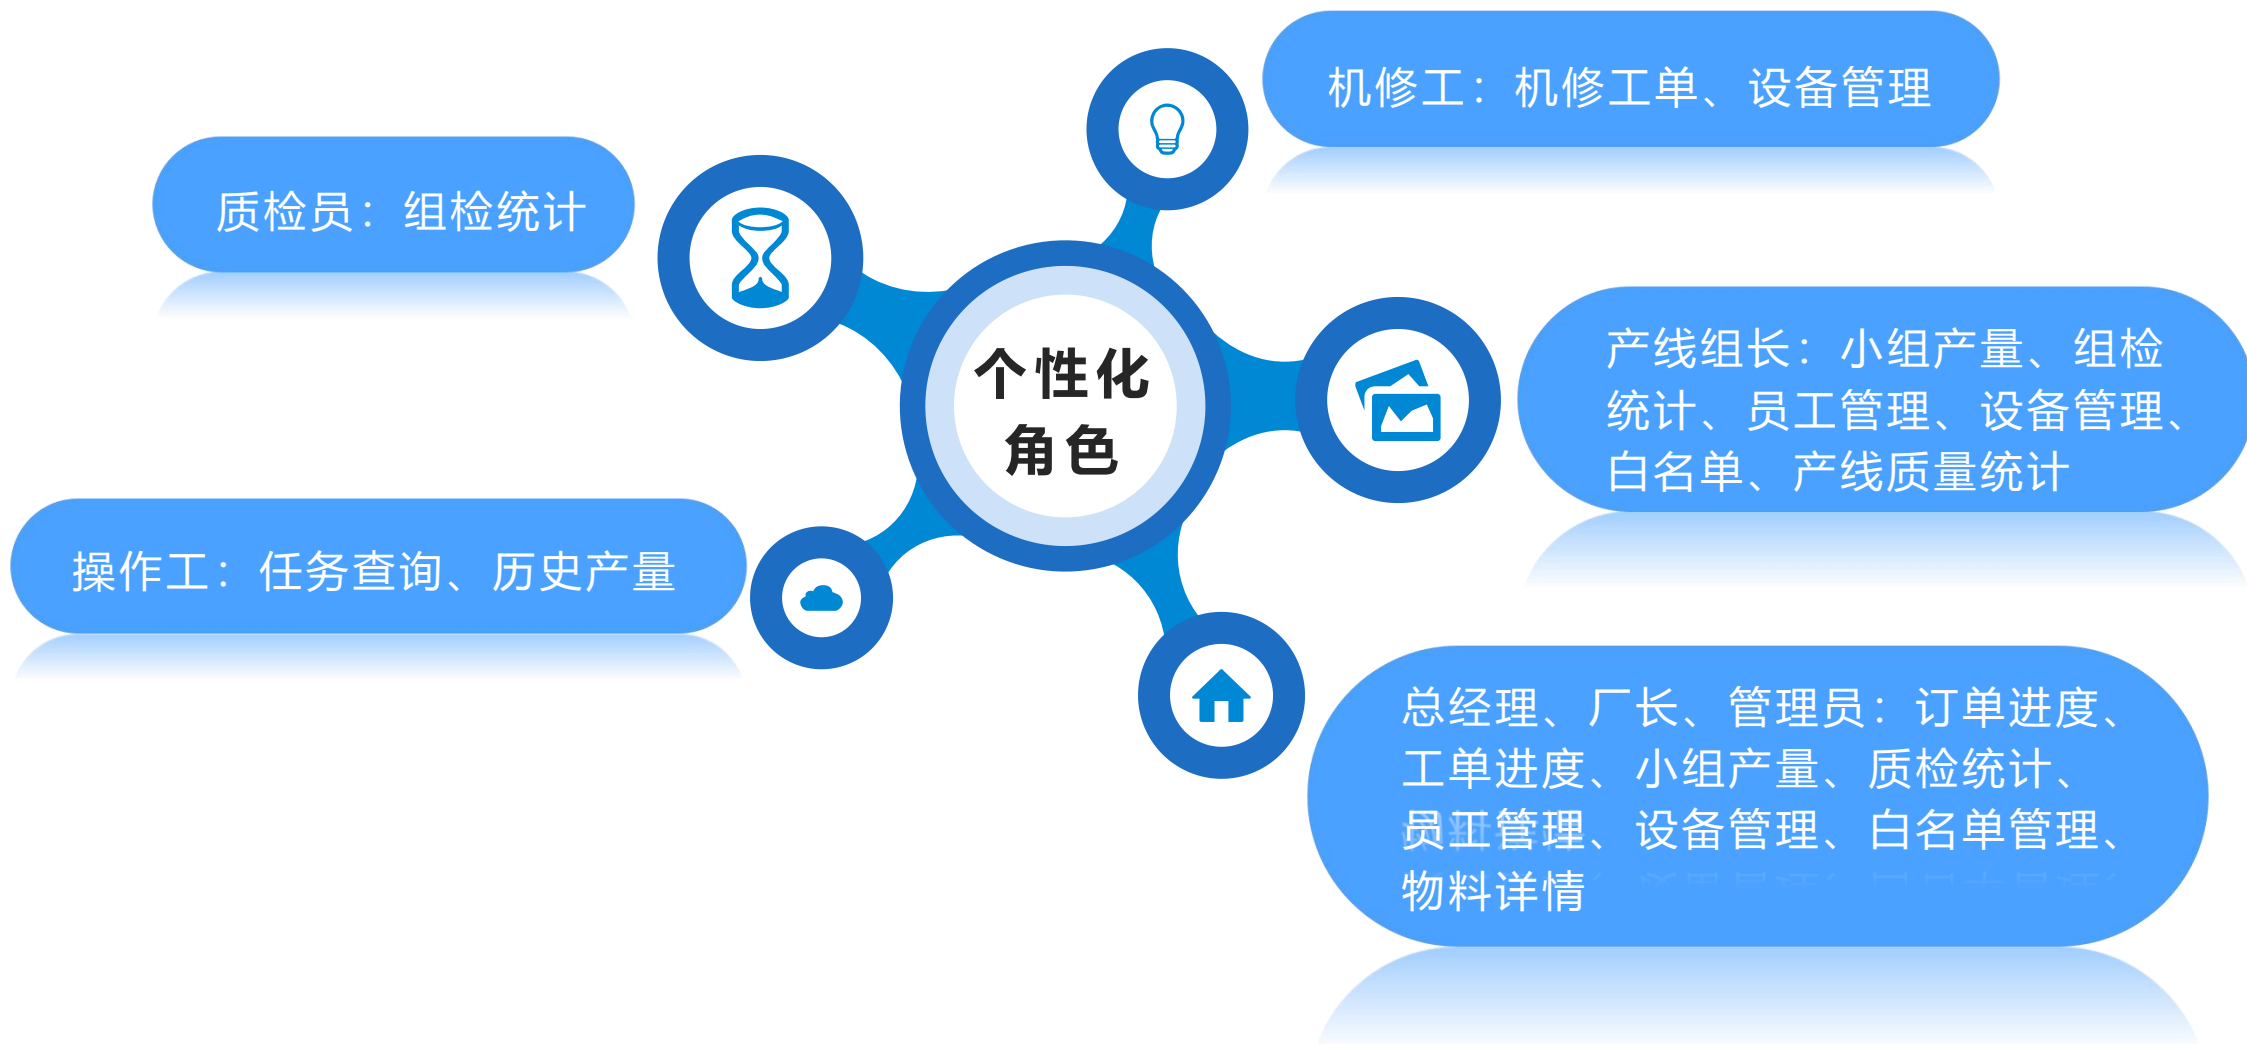 机修工：机修工单、设备管理
质检员：组检统计
个性化
角色
产线组长：小组产量、组检
统计、员工管理、设备管理、
白名单、产线质量统计
操作工：任务查询、历史产量
总经理、厂长、管理员：订单进度、
工单进度、小组产量、质检统计、
员工管理、设备管理、白名单管理、
物料详情